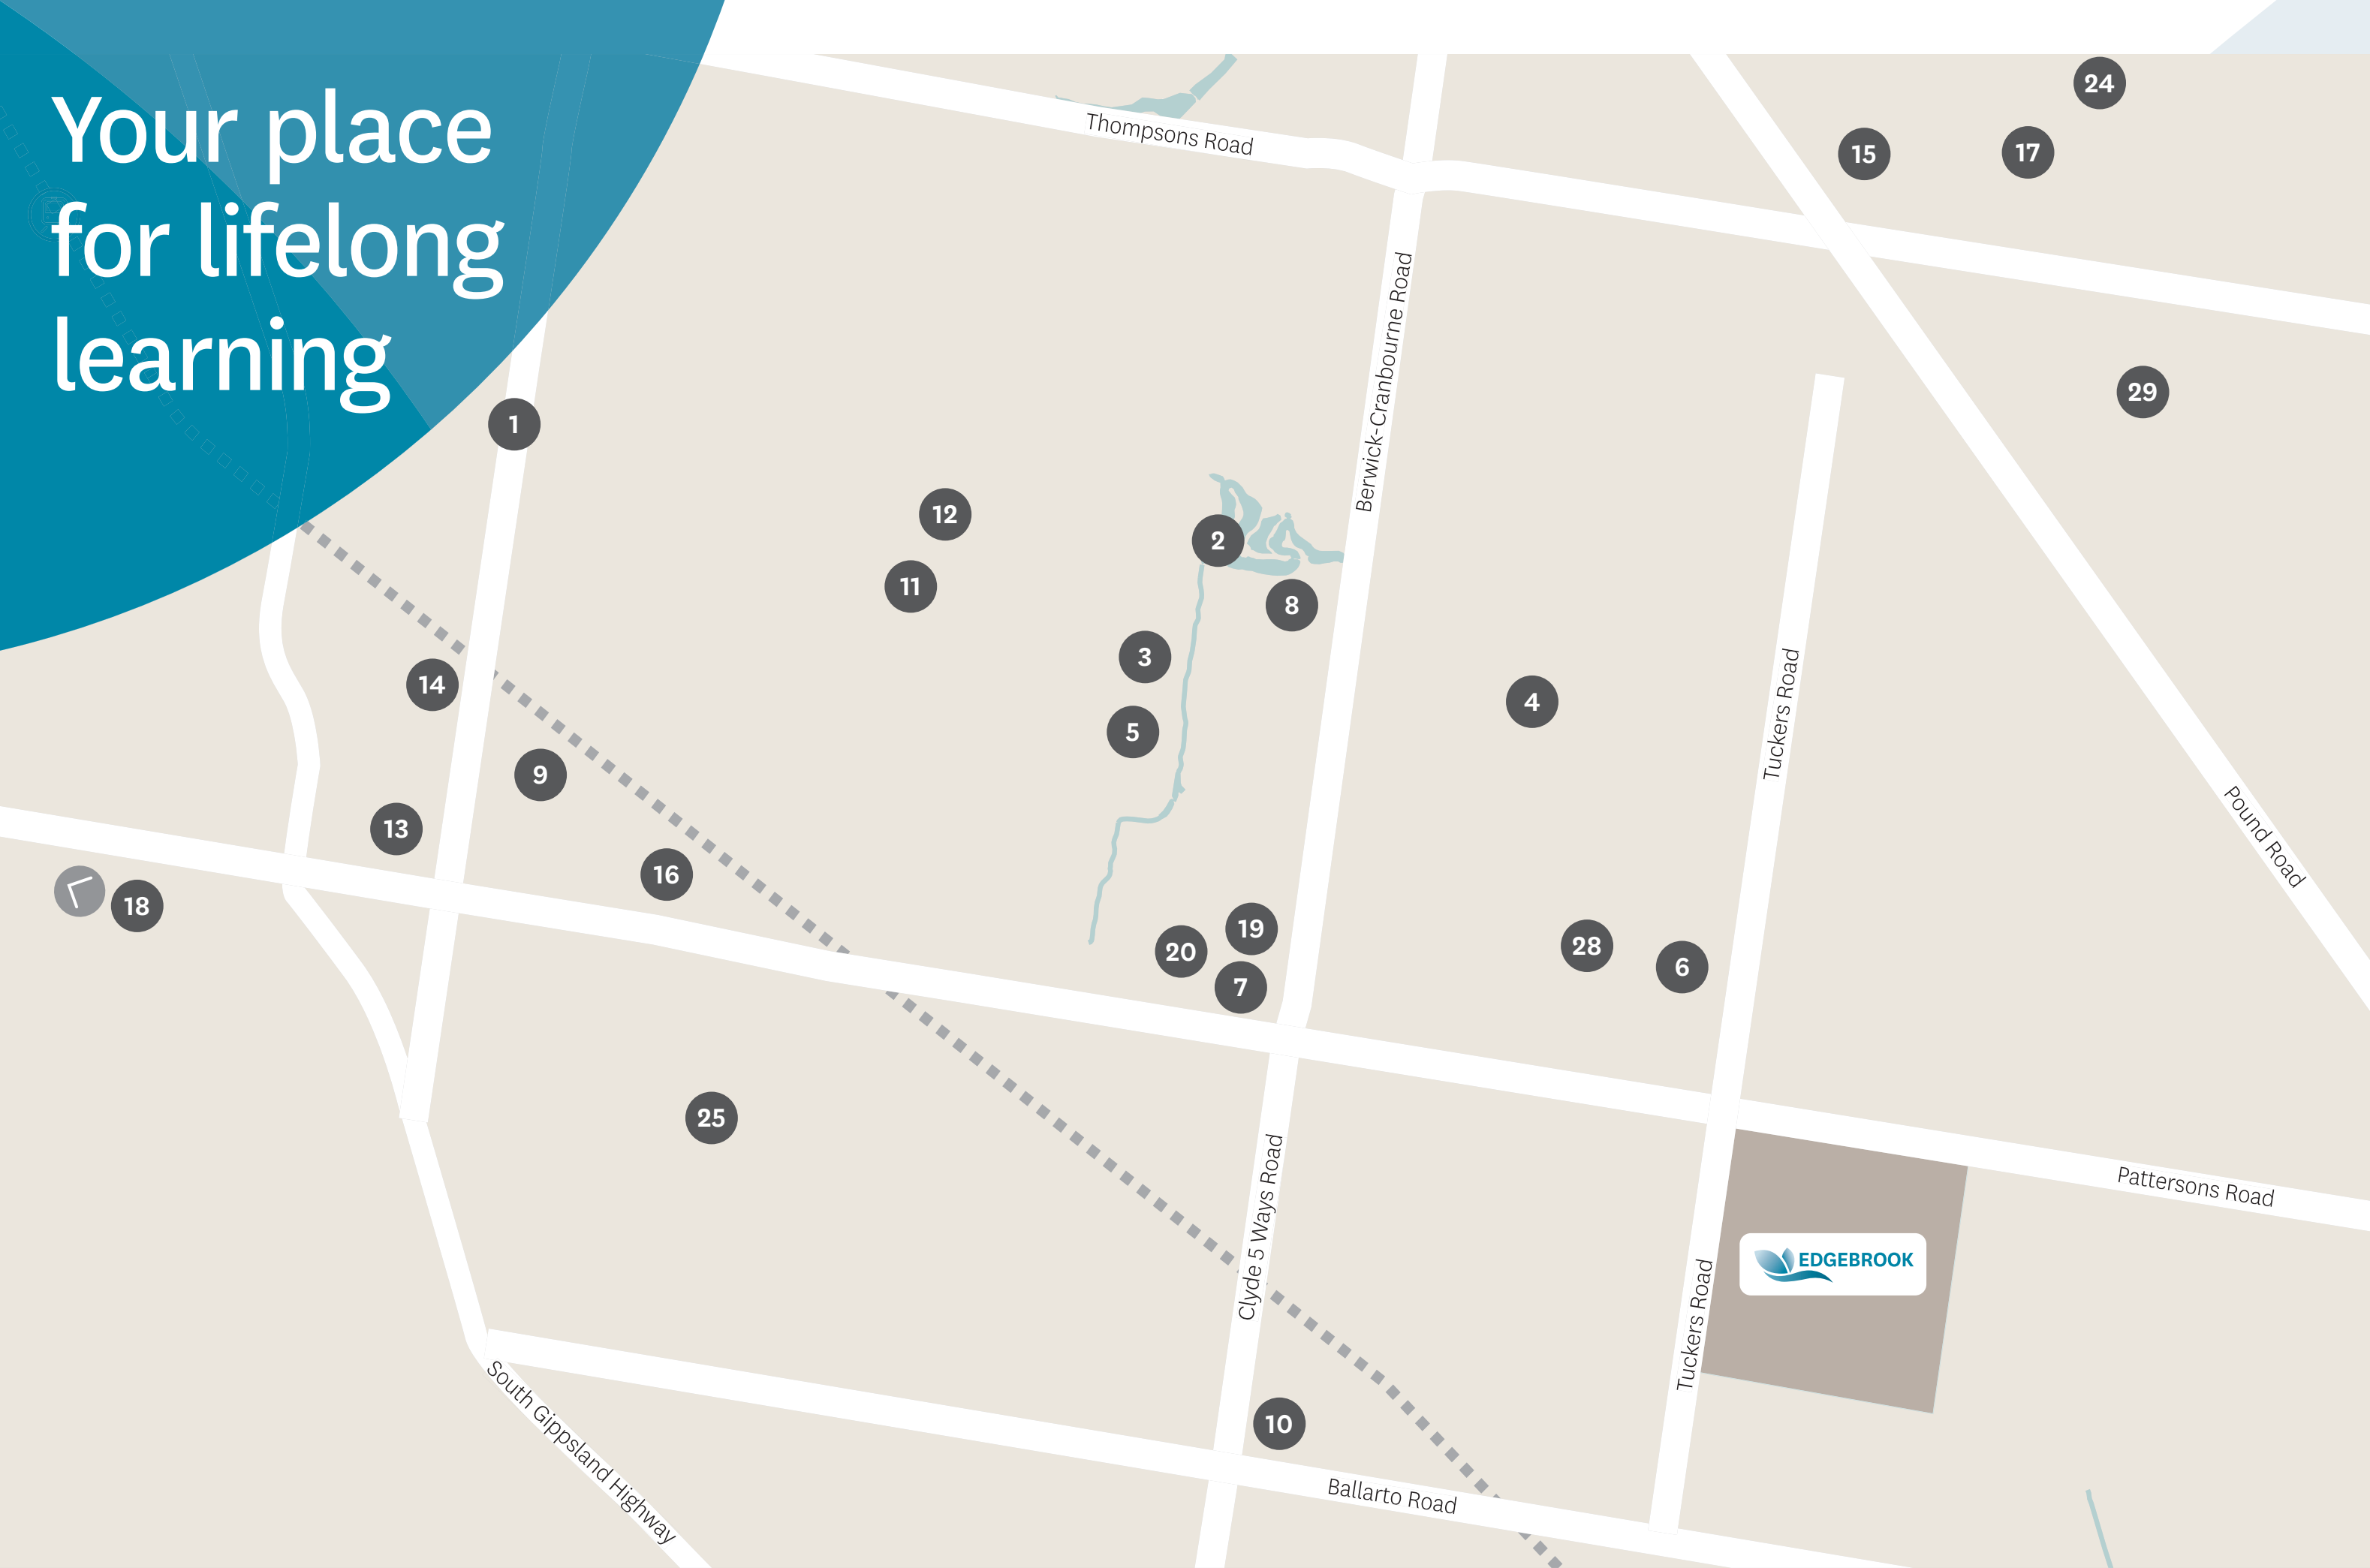 Your place
for lifelong
learning
Thompsons Road
24
15
17
Berwick-Cranbourne Road
29
1
12
2
11
8
3
14
4
5
Tuckers Road
9
13
Pound Road
16
18
19
20
28
6
7
25
Pattersons Road
Clyde 5 Ways Road
EDGEBROOK
Tuckers Road
South Gippsland Highway
10
Ballarto Road